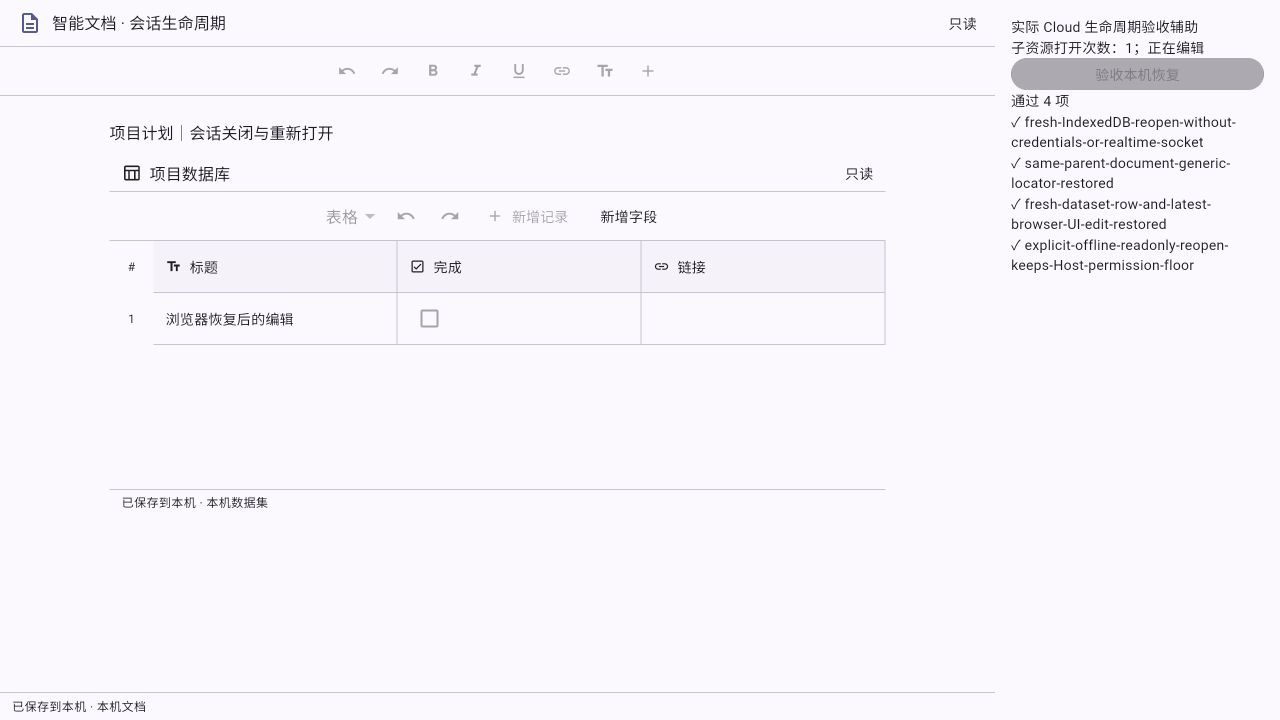 智能文档 · 会话生命周期
只读
项目计划｜会话关闭与重新打开
项目数据库
只读
表格
新增记录
新增字段
#
标题
完成
链接
1
浏览器恢复后的编辑
已保存到本机 · 本机数据集
已保存到本机 · 本机文档
实际 Cloud 生命周期验收辅助
子资源打开次数：1；正在编辑
验收本机恢复
通过 4 项
✓ fresh-IndexedDB-reopen-without-
credentials-or-realtime-socket
✓ same-parent-document-generic-
locator-restored
✓ fresh-dataset-row-and-latest-
browser-UI-edit-restored
✓ explicit-offline-readonly-reopen-
keeps-Host-permission-floor